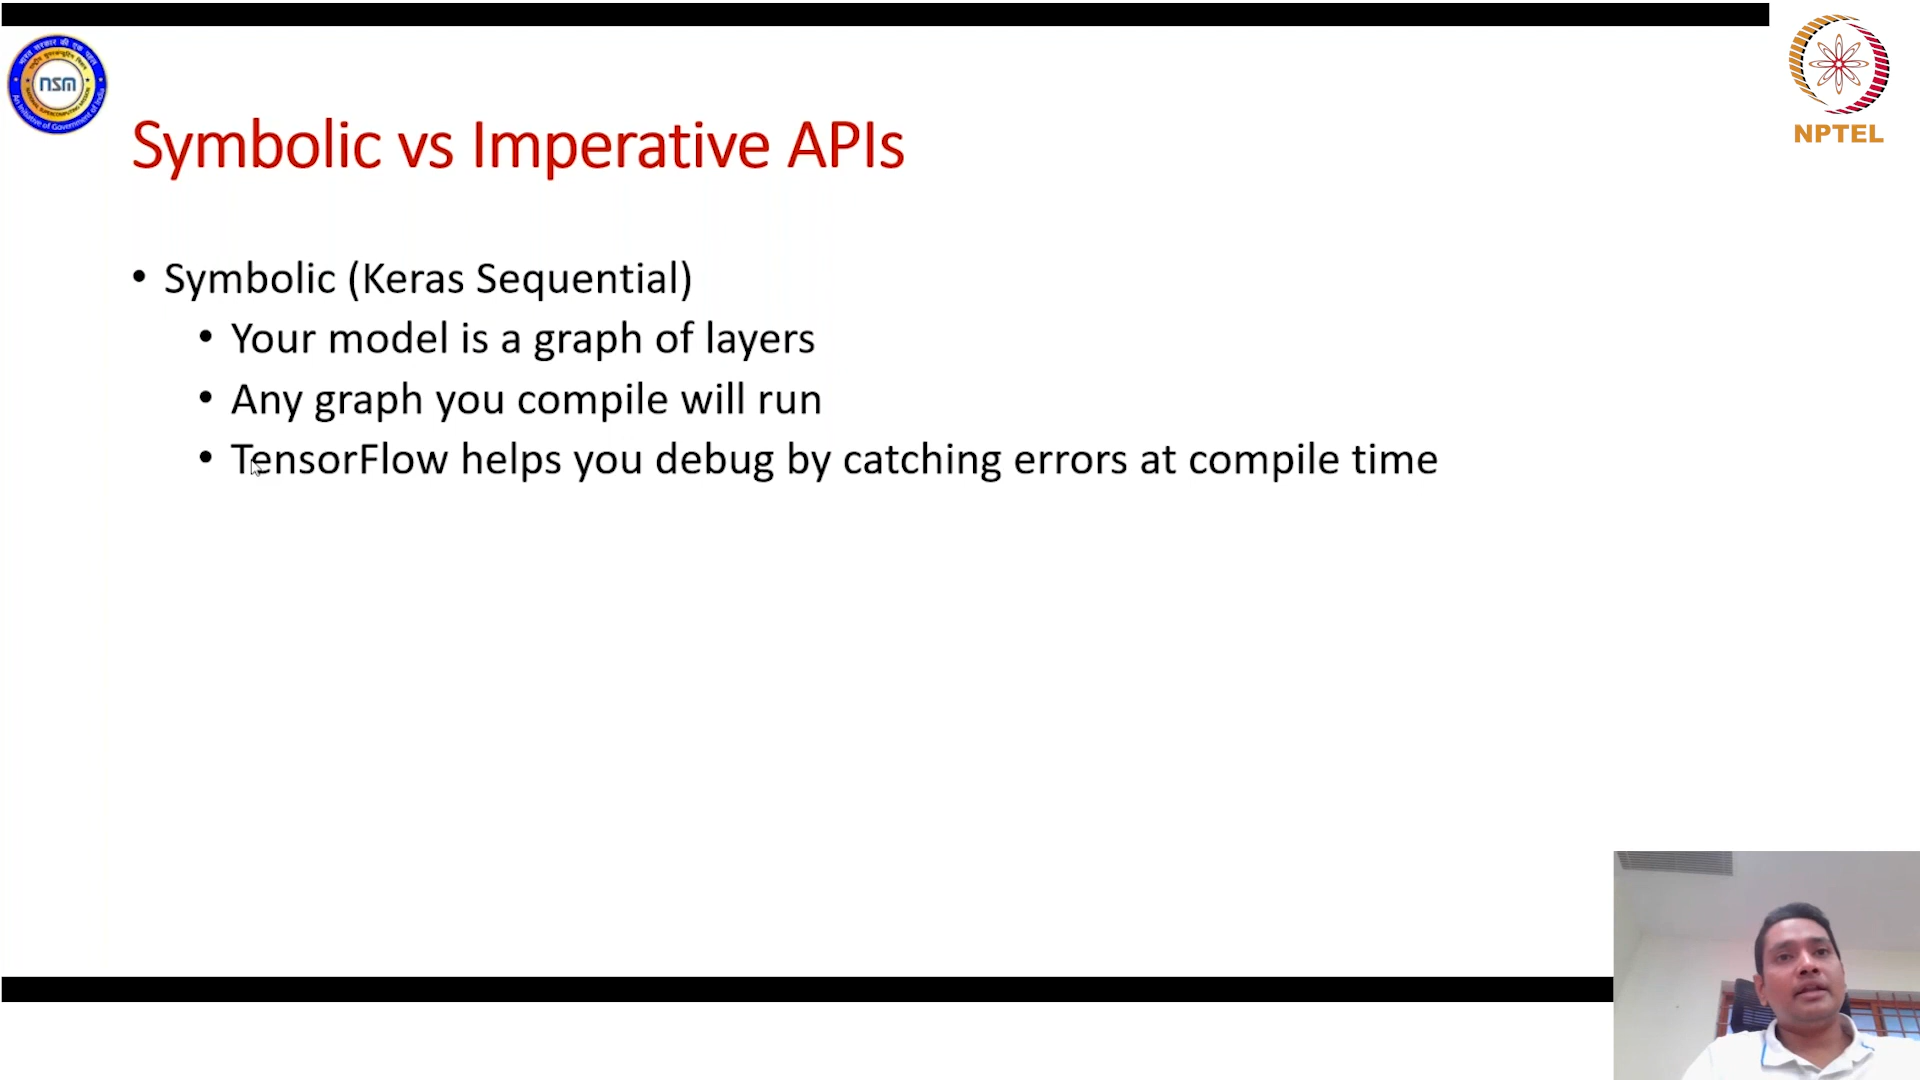 nsm
NPTEL
Symbolic vs Imperative APIs
• Symbolic (Keras Sequential)
• Your model is a graph of layers
• Any graph you compile will run
• TensorFlow helps you debug by catching errors at compile time